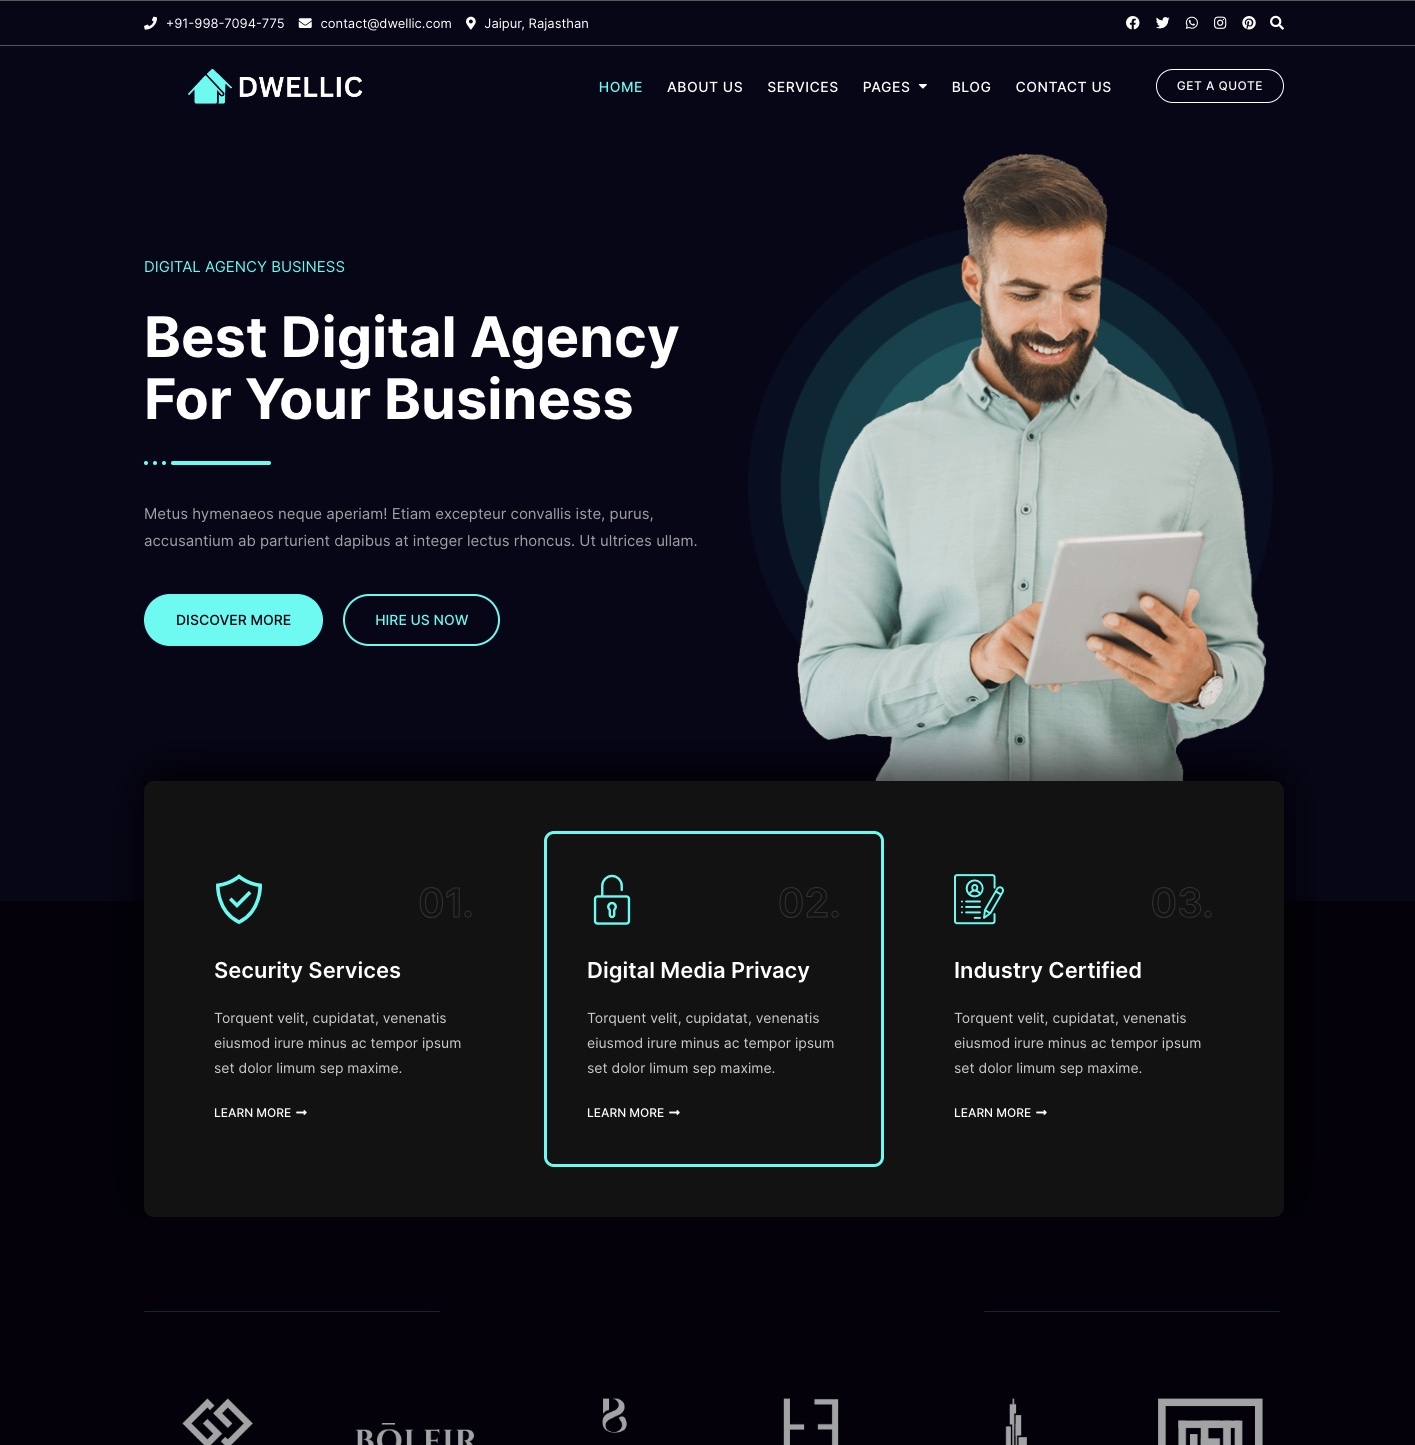 +91-998-7094-775 contact@dwellic.com Jaipur, Rajasthan
DWELLIC
HOME ABOUT US SERVICES PAGES BLOG CONTACT US GET A QUOTE
DIGITAL AGENCY BUSINESS
Best Digital Agency
For Your Business
Metus hymenaeos neque aperiam! Etiam excepteur convallis iste, purus,
accusantium ab parturient dapibus at integer lectus rhoncus. Ut ultrices ullam.
DISCOVER MORE HIRE US NOW
01.
Security Services
Torquent velit, cupidatat, venenatis
eiusmod irure minus ac tempor ipsum
set dolor limum sep maxime.
LEARN MORE
02.
Digital Media Privacy
Torquent velit, cupidatat, venenatis
eiusmod irure minus ac tempor ipsum
set dolor limum sep maxime.
LEARN MORE
03.
Industry Certified
Torquent velit, cupidatat, venenatis
eiusmod irure minus ac tempor ipsum
set dolor limum sep maxime.
LEARN MORE